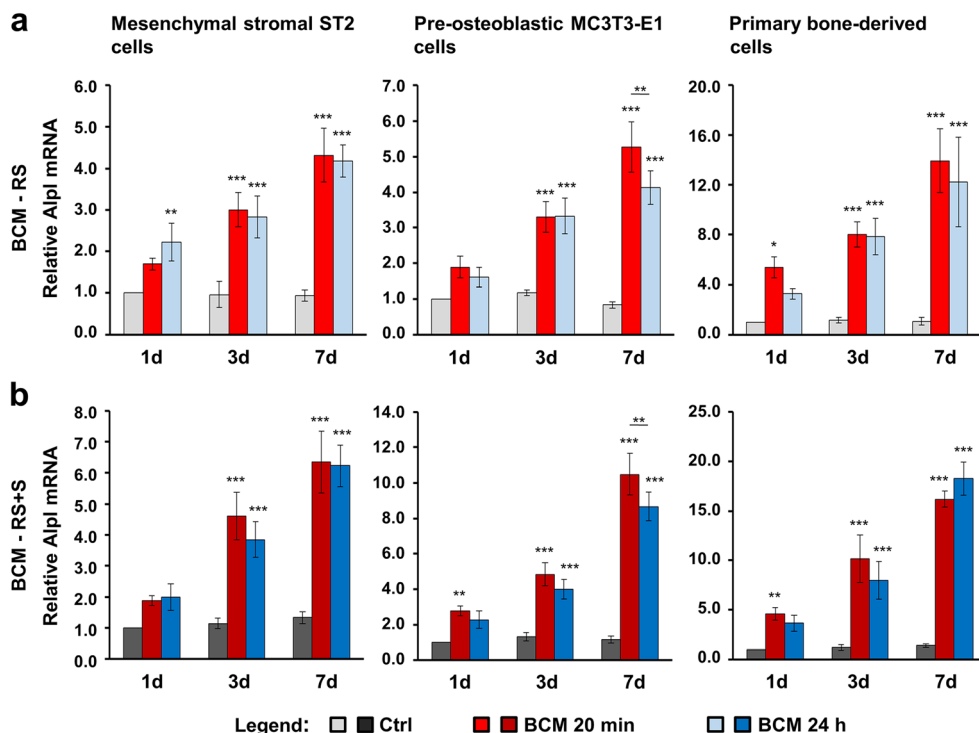 a
Mesenchymal stromal ST2
cells
Pre-osteoblastic MC3T3-E1
cells
Primary bone-derived
cells
BCM - RS
Relative Alpl mRNA
6.0
5.0
4.0
3.0
2.0
1.0
0.0
**
***
***
***
***
1d
3d
7d
7.0
6.0
5.0
4.0
3.0
2.0
1.0
0.0
***
***
**
***
***
1d
3d
7d
20.0
16.0
12.0
8.0
4.0
0.0
*
***
***
***
***
1d
3d
7d
b
BCM - RS+S
Relative Alpl mRNA
8.0
7.0
6.0
5.0
4.0
3.0
2.0
1.0
0.0
***
***
***
***
1d
3d
7d
14.0
12.0
10.0
8.0
6.0
4.0
2.0
0.0
**
***
***
**
***
***
1d
3d
7d
25.0
20.0
15.0
10.0
5.0
0.0
**
***
***
***
***
1d
3d
7d
Legend: Ctrl BCM 20 min BCM 24 h